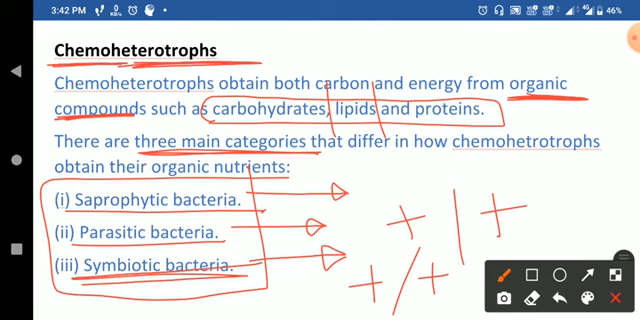 3:42 PM 0 KB/s 46%
Chemoheterotrophs
Chemoheterotrophs obtain both carbon and energy from organic
compounds such as carbohydrates, lipids and proteins.
There are three main categories that differ in how chemohetrotrophs
obtain their organic nutrients:
(i) Saprophytic bacteria.
(ii) Parasitic bacteria.
(iii) Symbiotic bacteria.
+ / +
+ / +